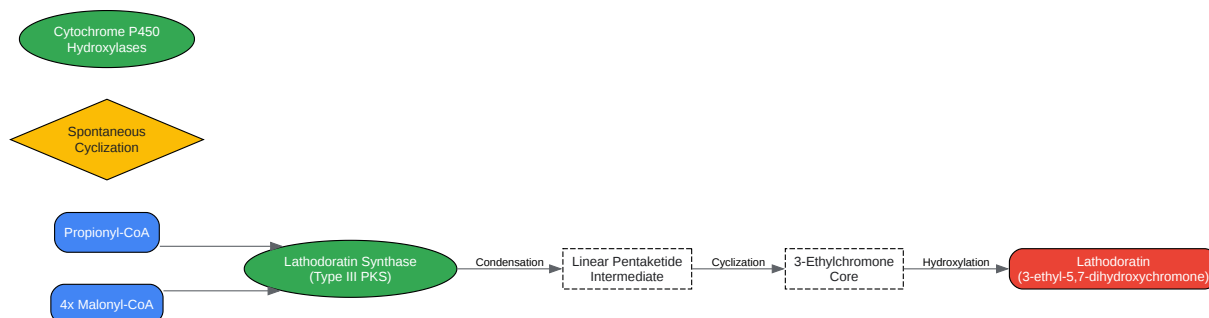 Cytochrome P450
Hydroxylases
Spontaneous
Cyclization
Propionyl-CoA
4x Malonyl-CoA
Lathodoratin Synthase
(Type III PKS)
Condensation
Linear Pentaketide
Intermediate
Cyclization
3-Ethylchromone
Core
Hydroxylation
Lathodoratin
(3-ethyl-5,7-dihydroxychromone)